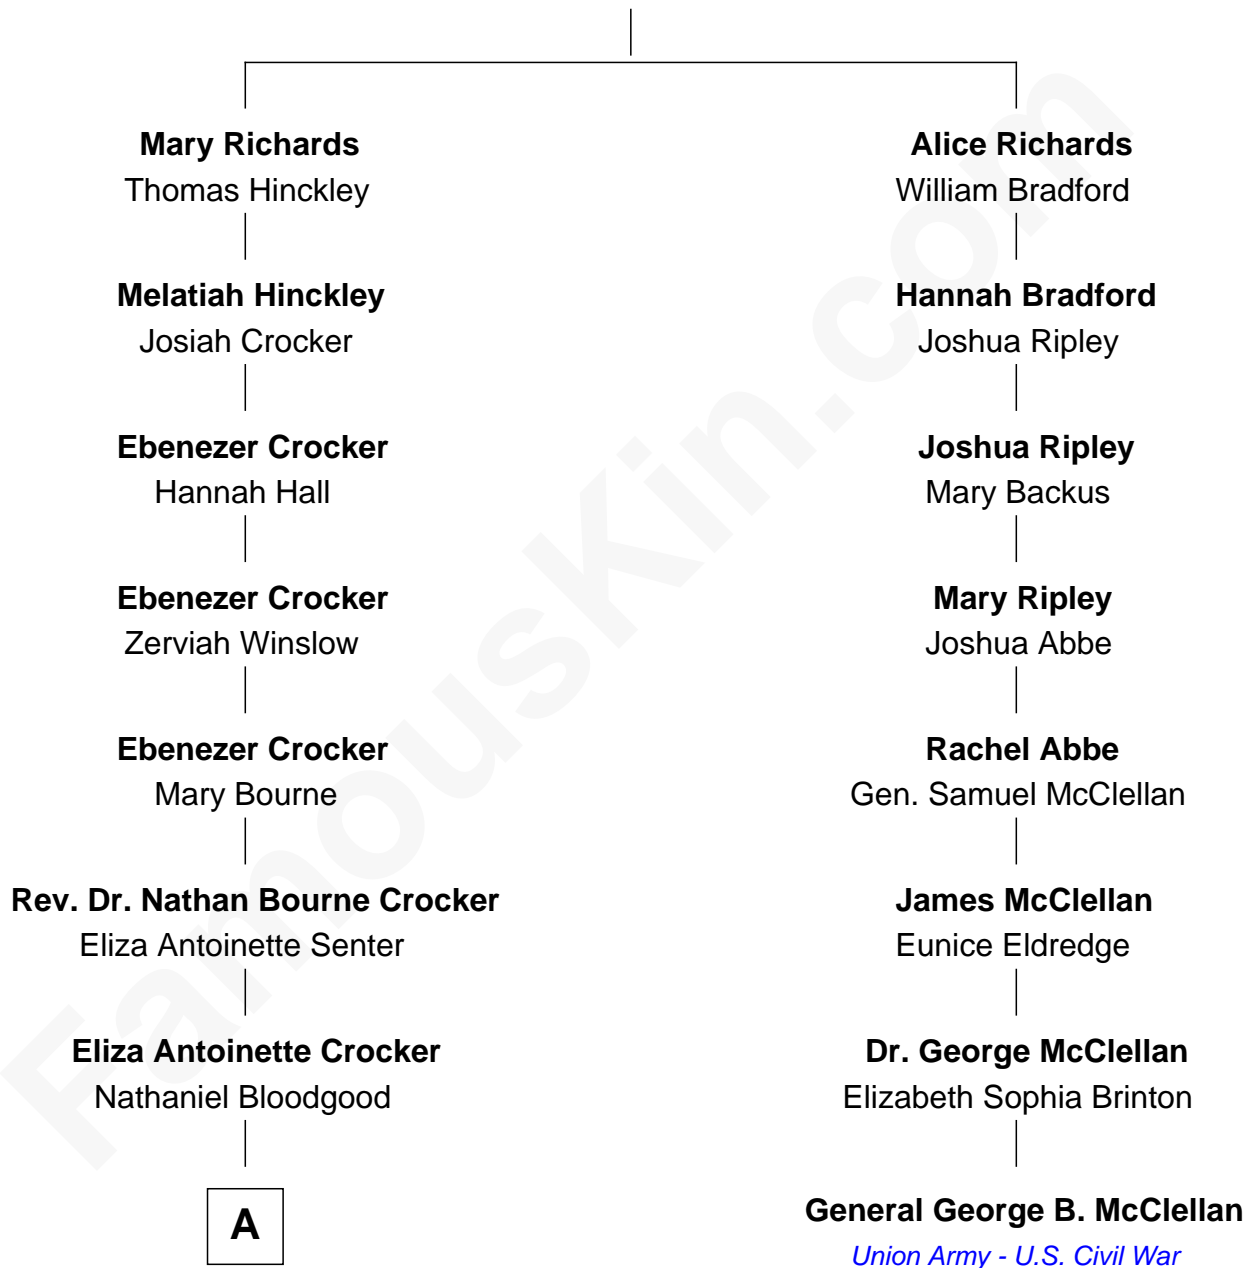 Mary Richards
Thomas Hinckley
Melatiah Hinckley
Josiah Crocker
Ebenezer Crocker
Hannah Hall
Ebenezer Crocker
Zerviah Winslow
Ebenezer Crocker
Mary Bourne
Rev. Dr. Nathan Bourne Crocker
Eliza Antoinette Senter
Eliza Antoinette Crocker
Nathaniel Bloodgood
A
Alice Richards
William Bradford
Hannah Bradford
Joshua Ripley
Joshua Ripley
Mary Backus
Mary Ripley
Joshua Abbe
Rachel Abbe
Gen. Samuel McClellan
James McClellan
Eunice Eldredge
Dr. George McClellan
Elizabeth Sophia Brinton
General George B. McClellan
Union Army - U.S. Civil War
FamousKin.com